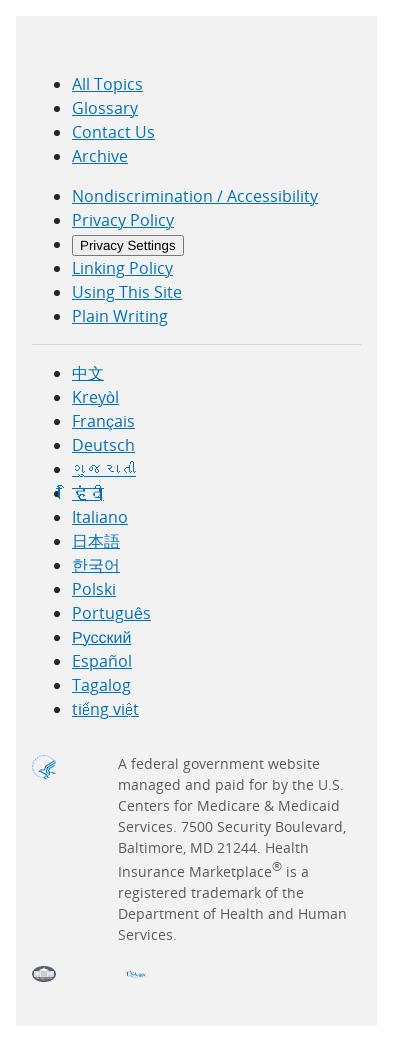 All Topics
Glossary
Contact Us
Archive
Nondiscrimination / Accessibility
Privacy Policy
Privacy Settings
Linking Policy
Using This Site
Plain Writing
中文
Kreyòl
Français
Deutsch
ગુજરાતી
हिंदी
Italiano
日本語
한국어
Polski
Português
Русский
Español
Tagalog
tiếng việt
A federal government website
managed and paid for by the U.S.
Centers for Medicare & Medicaid
Services. 7500 Security Boulevard,
Baltimore, MD 21244. Health
Insurance Marketplace® is a
registered trademark of the
Department of Health and Human
Services.